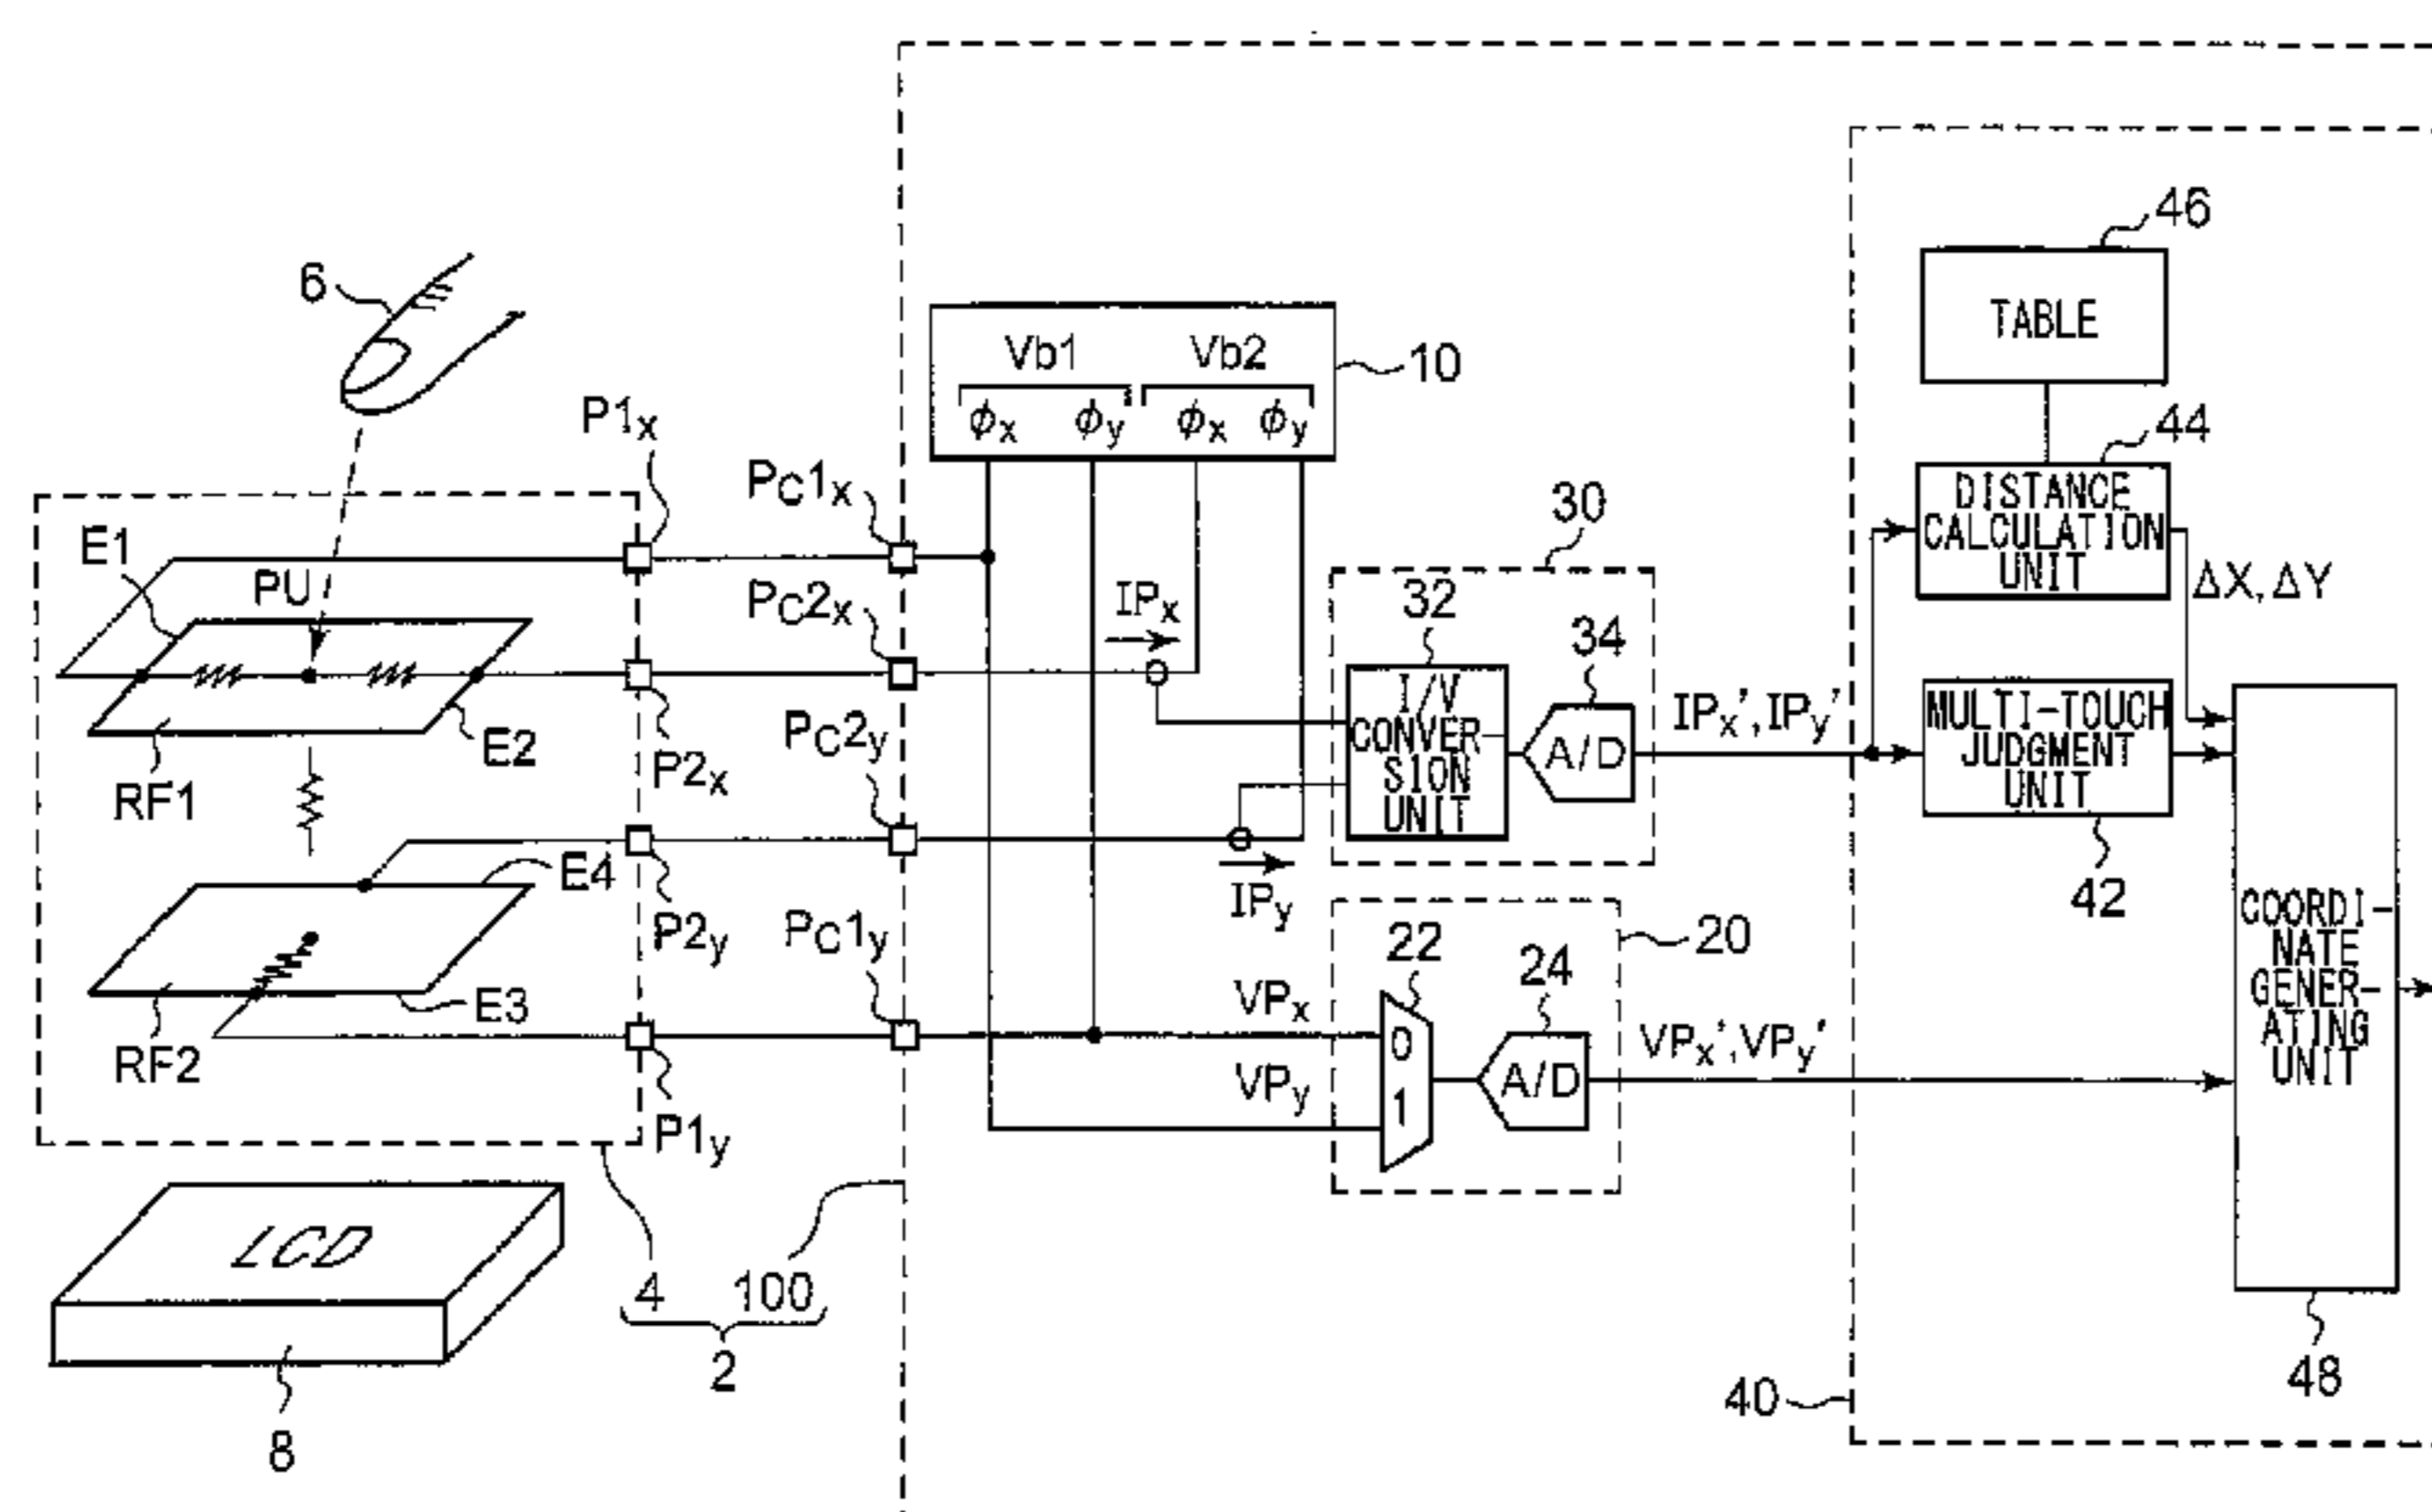 46
TABLE
44
DISTANCE
CALCULATION
UNIT
ΔX, ΔY
6
Vb1 Vb2
ϕx ϕy ϕx ϕy
10
P1x
PC1x
E1
PU
PC2x
IPx
30
32
34
I/V
CONVER-
SION
UNIT
A/D
IPx', IPy'
MULTI-TOUCH
JUDGMENT
UNIT
42
E2
RF1
P2x
PC2y
IPy
E4
P2y
PC1y
E3
RF2
P1y
VPx
VPy
22
0
1
24
20
A/D
VPx', VPy'
COORDI-
NATE
GENER-
ATING
UNIT
48
40
LCD
8
4 100
2